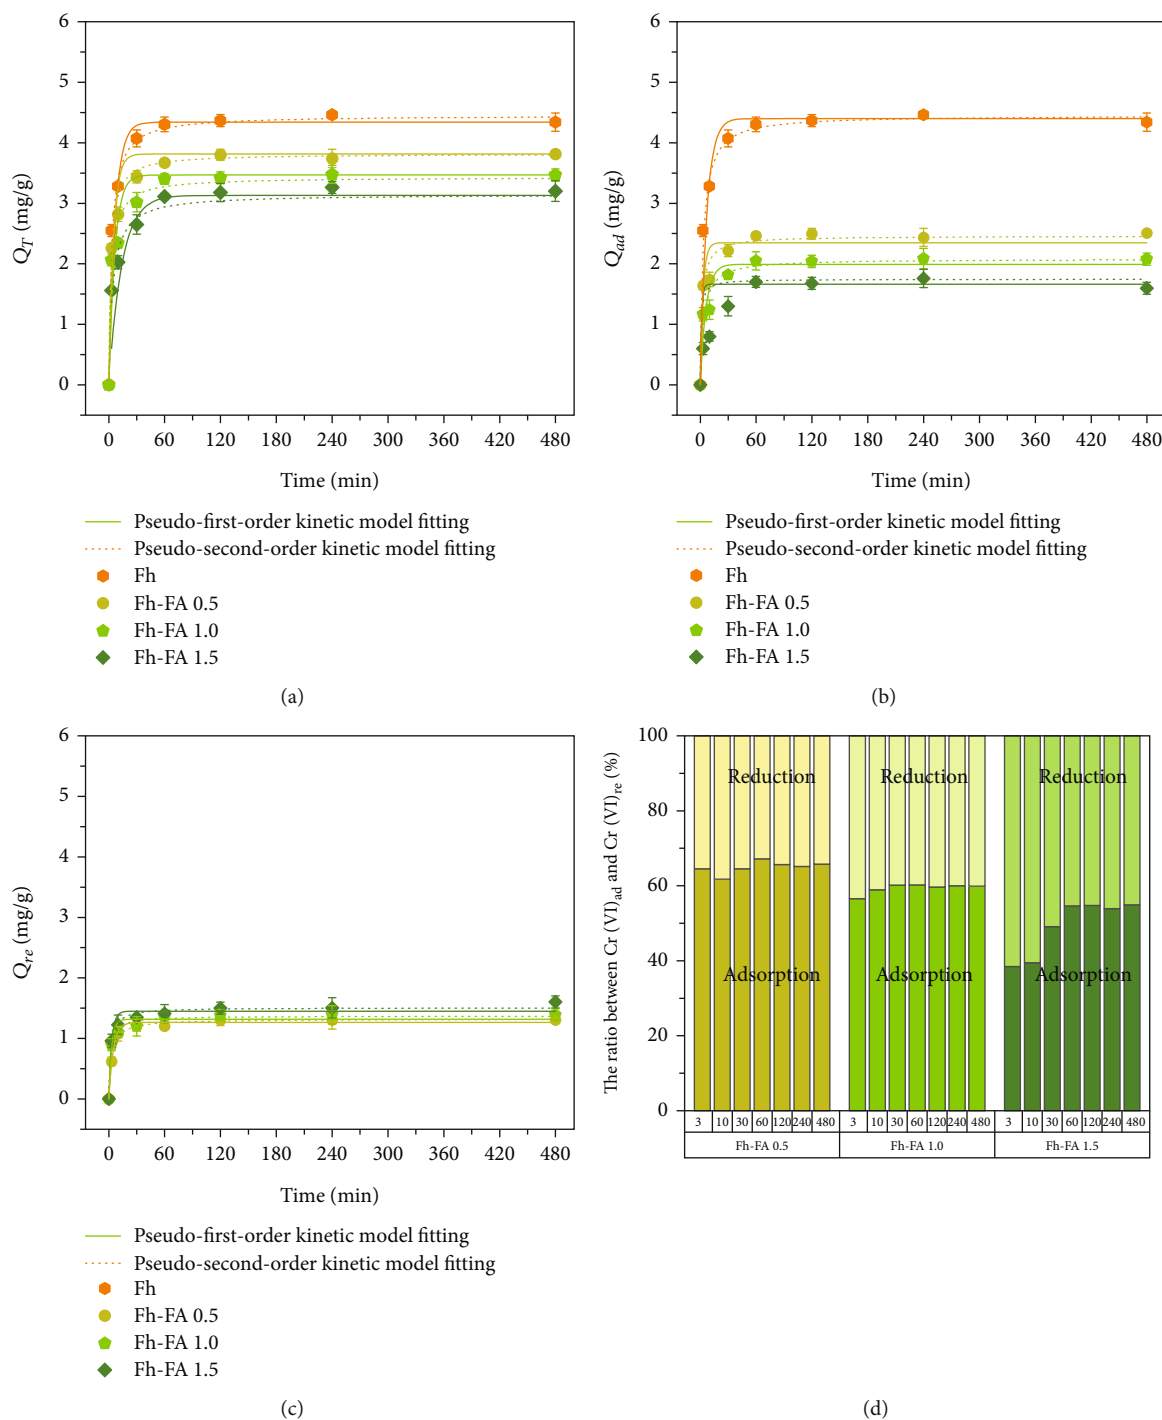 6
5
4
3
2
1
0
Q_T (mg/g)
0 60 120 240 300 360 420 480
Time (min)
Pseudo-first-order kinetic model fitting
Pseudo-second-order kinetic model fitting
Fh
Fh-FA 0.5
Fh-FA 1.0
Fh-FA 1.5
(a)
6
5
4
3
2
1
0
Q_ad (mg/g)
0 60 120 240 300 360 420 480
Time (min)
Pseudo-first-order kinetic model fitting
Pseudo-second-order kinetic model fitting
Fh
Fh-FA 0.5
Fh-FA 1.0
Fh-FA 1.5
(b)
6
5
4
3
2
1
0
Q_re (mg/g)
0 60 120 240 300 360 420 480
Time (min)
Pseudo-first-order kinetic model fitting
Pseudo-second-order kinetic model fitting
Fh
Fh-FA 0.5
Fh-FA 1.0
Fh-FA 1.5
(c)
100
80
60
40
20
0
The ratio between Cr (VI)_ad and Cr (VI)_re (%)
Reduction Reduction Reduction
Adsorption Adsorption Adsorption
3 10 30 60 120 240 480 3 10 30 60 120 240 480 3 10 30 60 120 240 480
Fh-FA 0.5 Fh-FA 1.0 Fh-FA 1.5
(d)